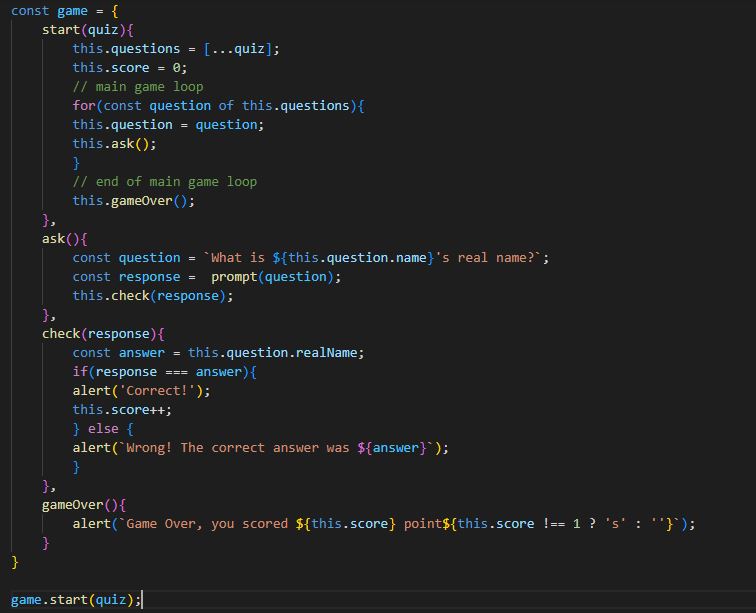 const game = {
    start(quiz){
        this.questions = [...quiz];
        this.score = 0;
        // main game loop
        for(const question of this.questions){
        this.question = question;
        this.ask();
        }
        // end of main game loop
        this.gameOver();
    },
    ask(){
        const question = `What is ${this.question.name}'s real name?`;
        const response =  prompt(question);
        this.check(response);
    },
    check(response){
        const answer = this.question.realName;
        if(response === answer){
        alert('Correct!');
        this.score++;
        } else {
        alert(`Wrong! The correct answer was ${answer}`);
        }
    },
    gameOver(){
        alert(`Game Over, you scored ${this.score} point${this.score !== 1 ? 's' : ''}`);
    }
}

game.start(quiz);